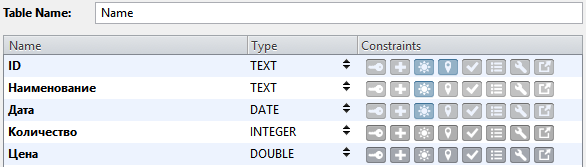 Table Name: Name
Name Type Constraints
ID TEXT
Наименование TEXT
Дата DATE
Количество INTEGER
Цена DOUBLE